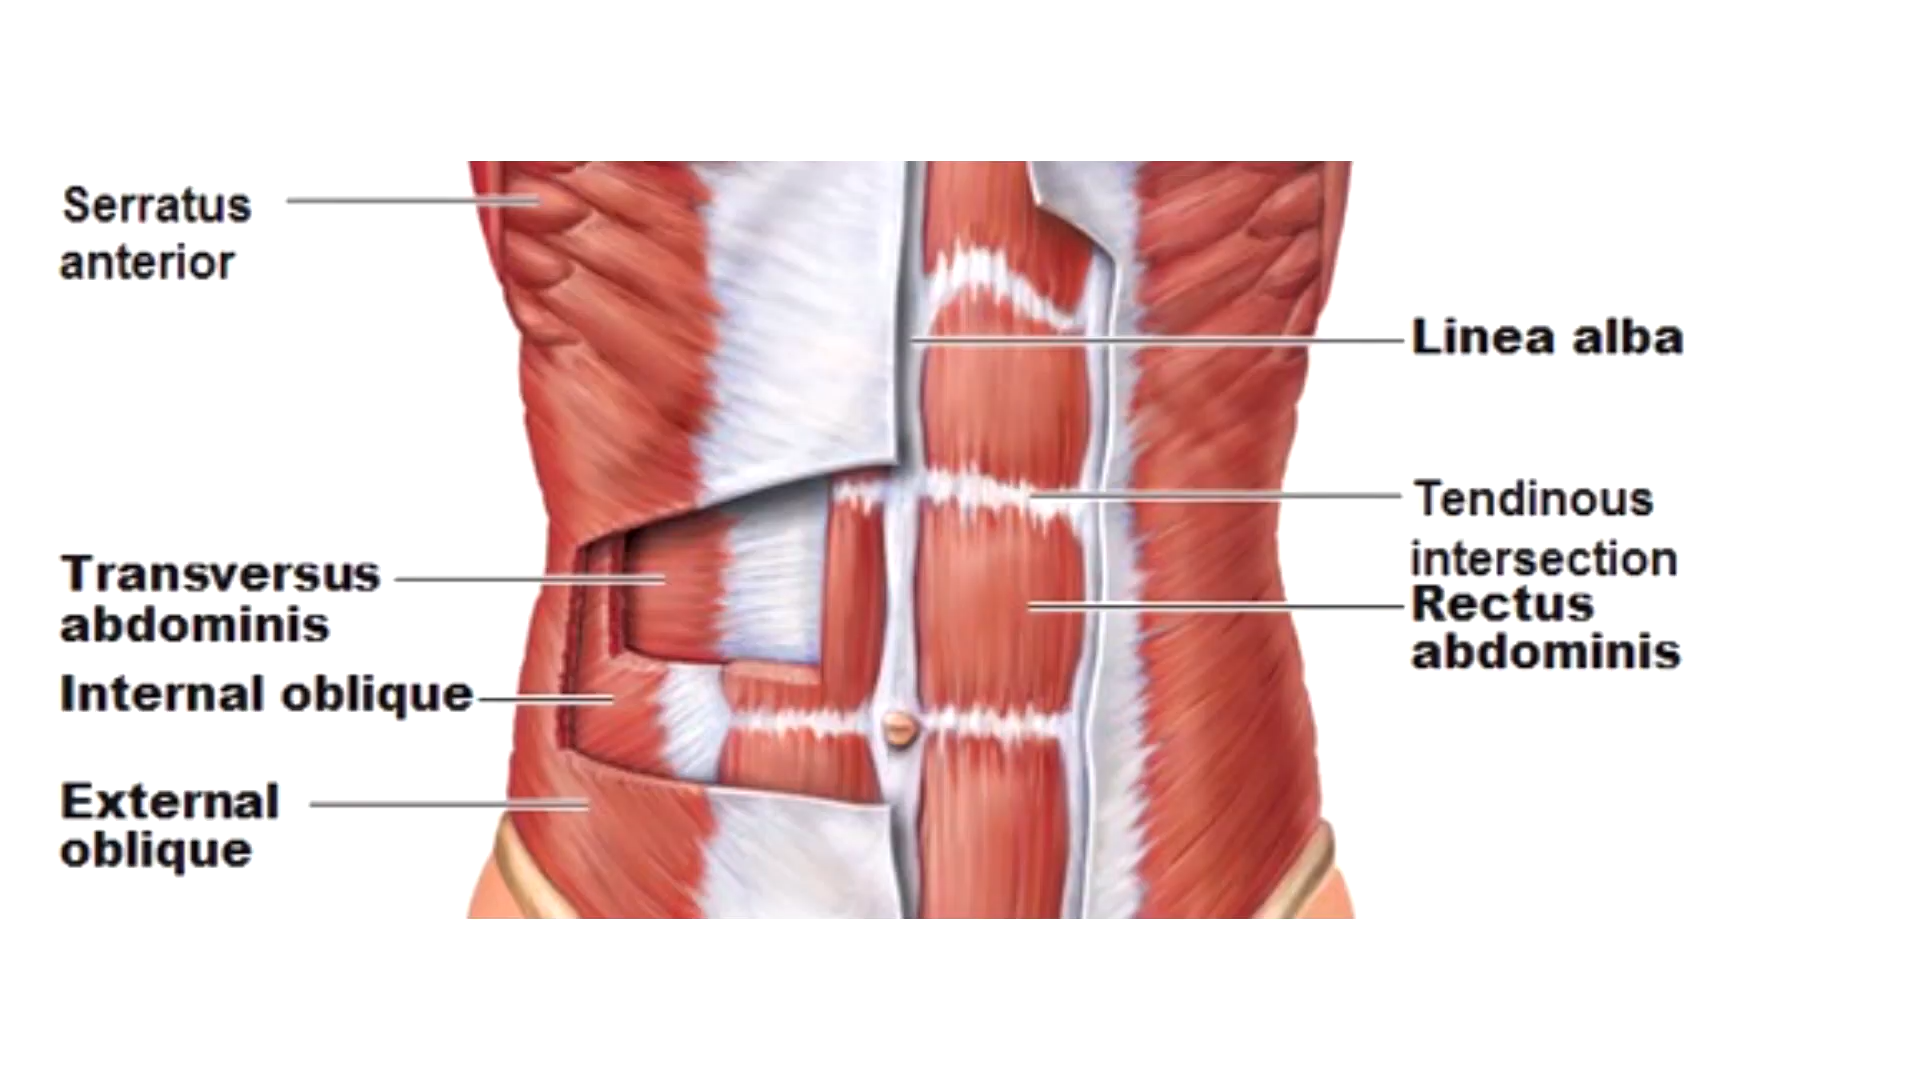 Serratus
anterior
Transversus
abdominis
Internal oblique
External
oblique
Linea alba
Tendinous
intersection
Rectus
abdominis